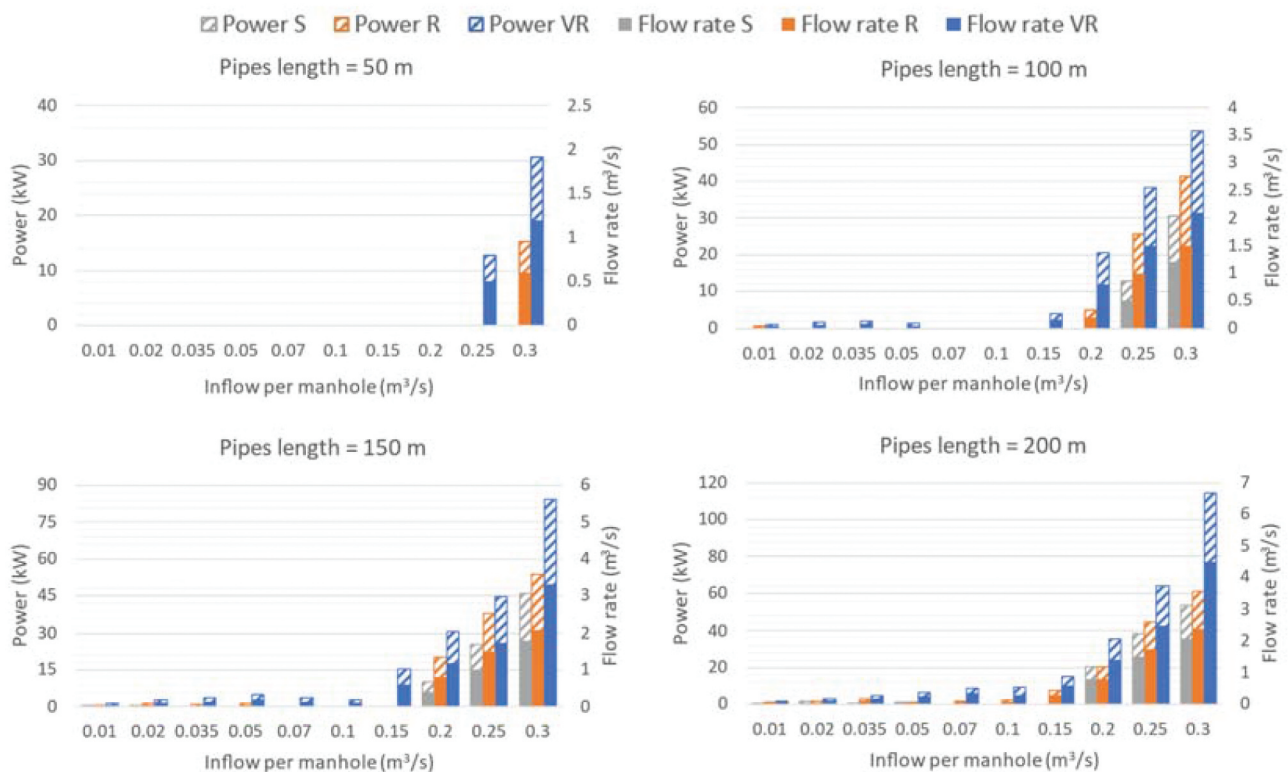 Power S Power R Power VR Flow rate S Flow rate R Flow rate VR
Pipes length = 50 m
40
30
20
10
0
Power (kW)
2.5
2
1.5
1
0.5
0
Flow rate (m³/s)
0.01 0.02 0.035 0.05 0.07 0.1 0.15 0.2 0.25 0.3
Inflow per manhole (m³/s)
Pipes length = 100 m
60
50
40
30
20
10
0
Power (kW)
4
3.5
3
2.5
2
1.5
1
0.5
0
Flow rate (m³/s)
0.01 0.02 0.035 0.05 0.07 0.1 0.15 0.2 0.25 0.3
Inflow per manhole (m³/s)
Pipes length = 150 m
90
75
60
45
30
15
0
Power (kW)
6
5
4
3
2
1
0
Flow rate (m³/s)
0.01 0.02 0.035 0.05 0.07 0.1 0.15 0.2 0.25 0.3
Inflow per manhole (m³/s)
Pipes length = 200 m
120
100
80
60
40
20
0
Power (kW)
7
6
5
4
3
2
1
0
Flow rate (m³/s)
0.01 0.02 0.035 0.05 0.07 0.1 0.15 0.2 0.25 0.3
Inflow per manhole (m³/s)